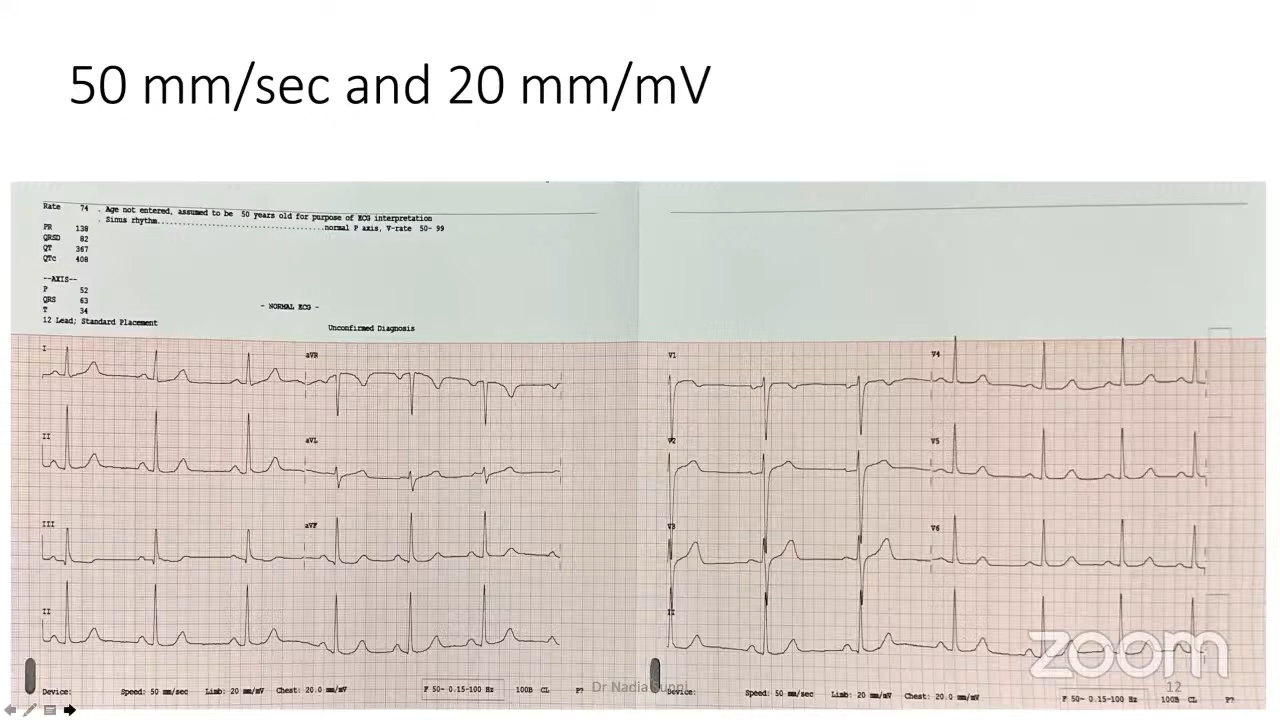 50 mm/sec and 20 mm/mV
Rate 74 . Age not entered, assumed to be 50 years old for purpose of ECG interpretation
. Sinus rhythm.......................................normal P axis, V-rate 50- 99
PR 138
QRSD 82
QT 367
QTc 408
--AXIS--
P 52
QRS 63
T 34
- NORMAL ECG -
12 Lead; Standard Placement
Unconfirmed Diagnosis
I aVR
II aVL
III aVF
II
V1 V4
V2 V5
V3 V6
II
Device: Speed: 50 mm/sec Limb: 20 mm/mV Chest: 20.0 mm/mV F 50- 0.15-100 Hz 100B CL P?
Dr Nadia
Device: Speed: 50 mm/sec Limb: 20 mm/mV Chest: 20.0 mm/mV F 50- 0.15-100 Hz 100B CL P?
12
zoom